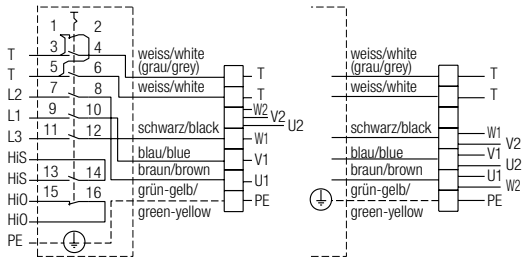 1 2
T 3 4 weiss/white weiss/white
(grau/grey) T (grau/grey) T
T 5 6 weiss/white T weiss/white T
L2 7 8 W2
V2
L1 9 10 schwarz/black U2 schwarz/black W1
L3 11 12 W1 V2
HiS blau/blue V1 blau/blue V1
U2
HiS 13 14 braun/brown U1 braun/brown U1
HiO 15 16 grün-gelb/ grün-gelb/ W2
HiO green-yellow PE green-yellow PE
PE